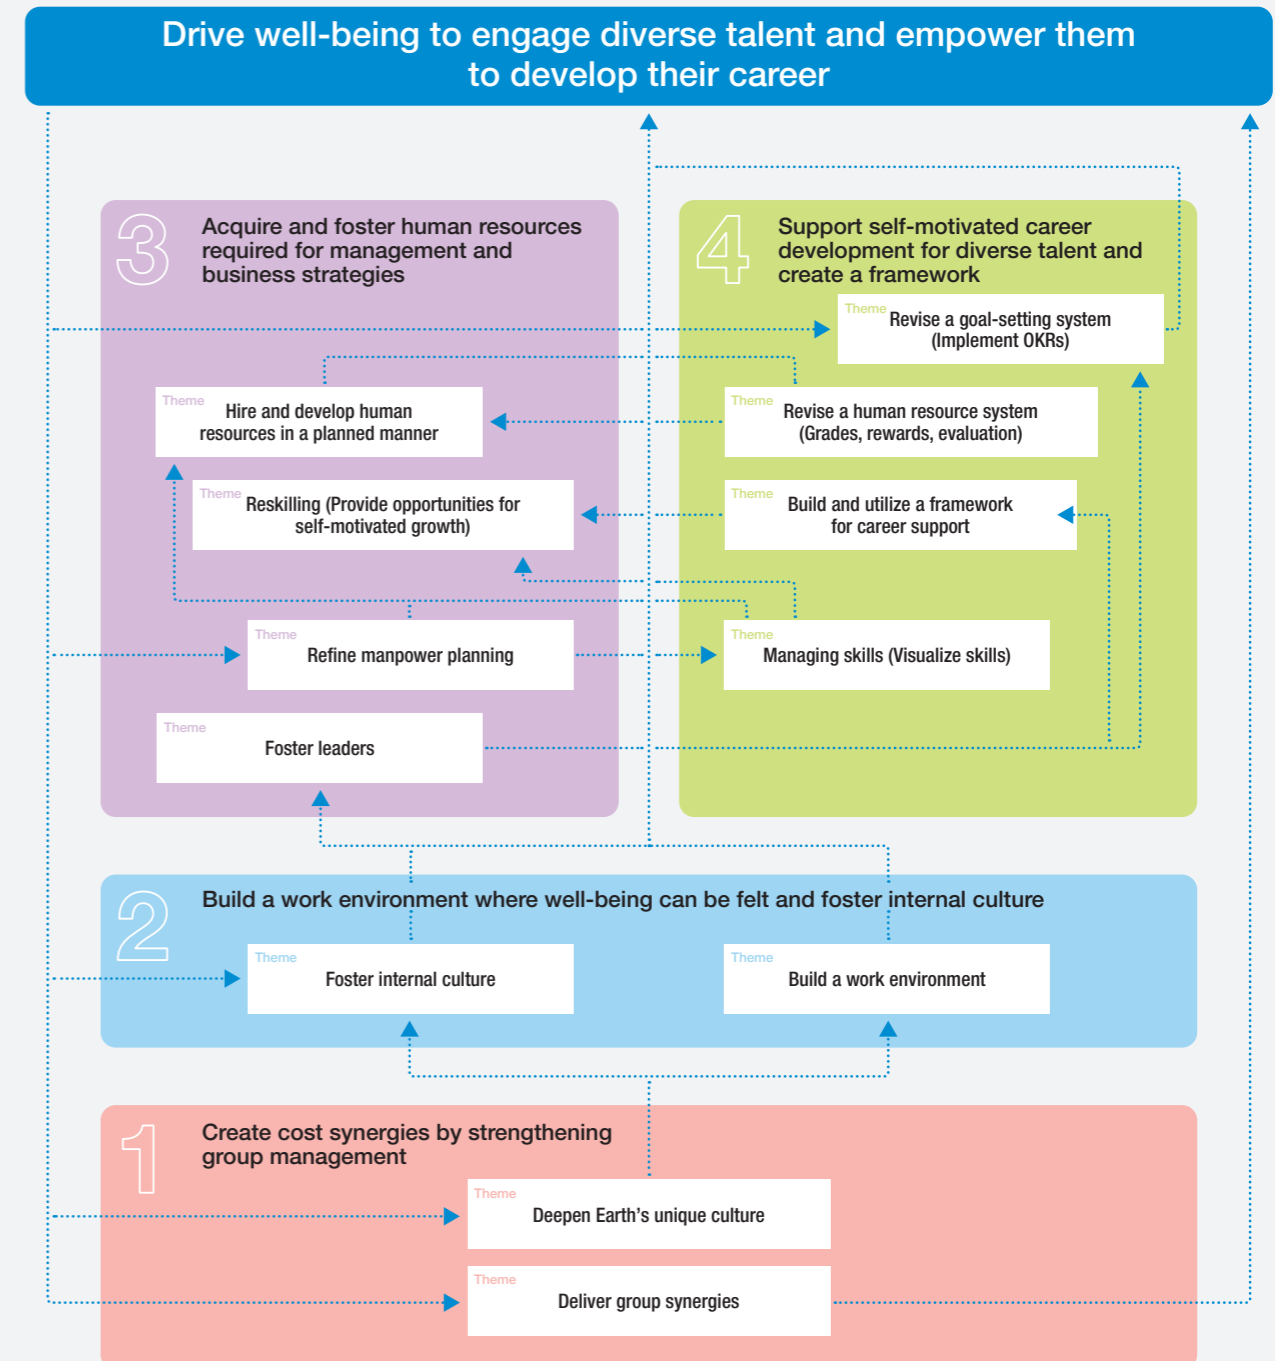 Drive well-being to engage diverse talent and empower them
to develop their career
3
Acquire and foster human resources
required for management and
business strategies
Theme
Hire and develop human
resources in a planned manner
Theme
Reskilling (Provide opportunities for
self-motivated growth)
Theme
Refine manpower planning
Theme
Foster leaders
4
Support self-motivated career
development for diverse talent and
create a framework
Theme
Revise a goal-setting system
(Implement OKRs)
Theme
Revise a human resource system
(Grades, rewards, evaluation)
Theme
Build and utilize a framework
for career support
Theme
Managing skills (Visualize skills)
2
Build a work environment where well-being can be felt and foster internal culture
Theme
Foster internal culture
Theme
Build a work environment
1
Create cost synergies by strengthening
group management
Theme
Deepen Earth's unique culture
Theme
Deliver group synergies